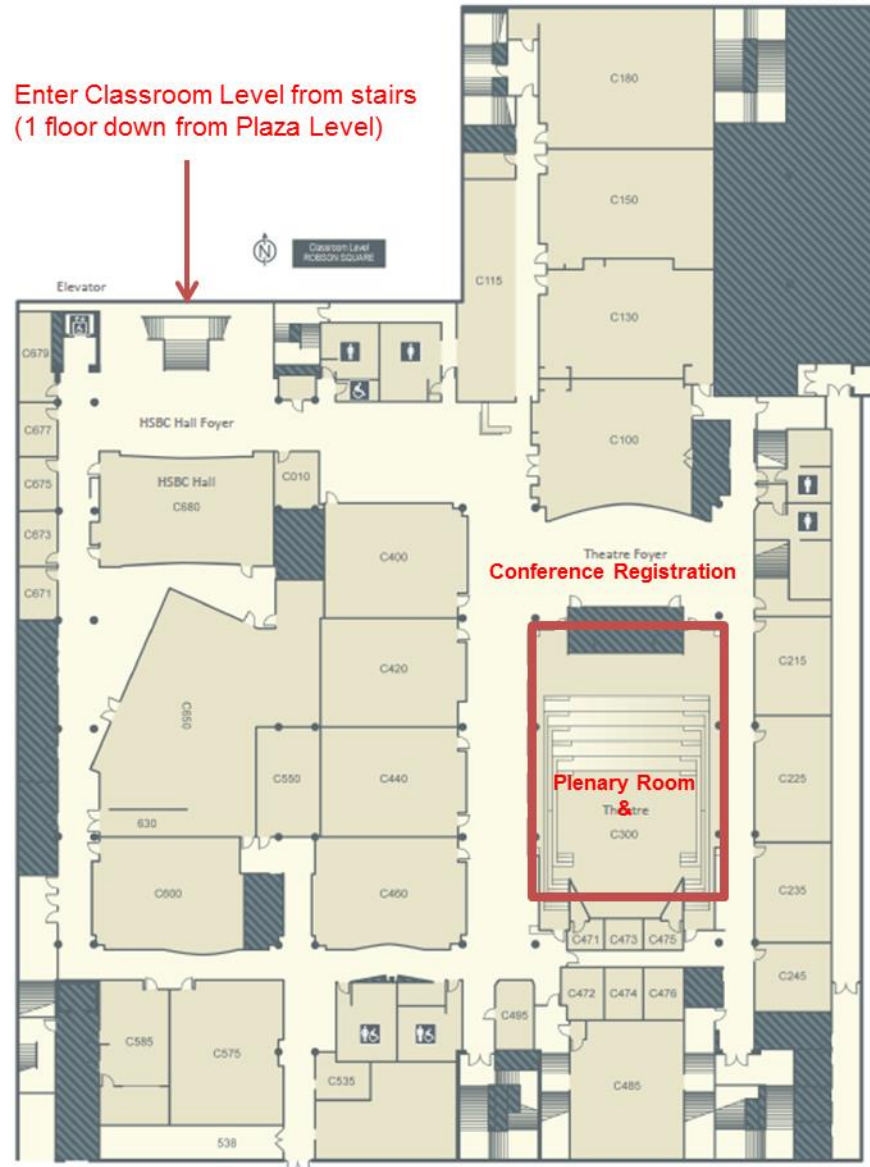 Enter Classroom Level from stairs
(1 floor down from Plaza Level)
N
Classroom Level
ROBSON SQUARE
Elevator
C180
C150
C115
C130
C679
HSBC Hall Foyer
C677
C100
C675
HSBC Hall
C680
C010
C673
C400
Theatre Foyer
Conference Registration
C671
C215
C420
C650
C225
C550
C440
Plenary Room
&
Theatre
C300
630
C600
C460
C235
C471
C473
C475
C245
C472
C474
C476
C495
C585
C575
C535
C485
538